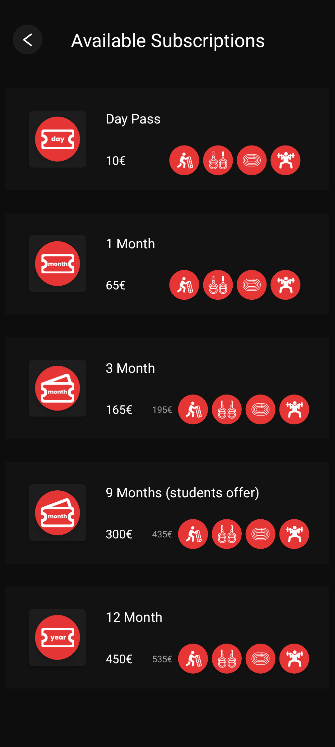 Available Subscriptions
day
Day Pass
10€
month
1 Month
65€
month
3 Month
165€ 195€
month
9 Months (students offer)
300€ 435€
year
12 Month
450€ 535€